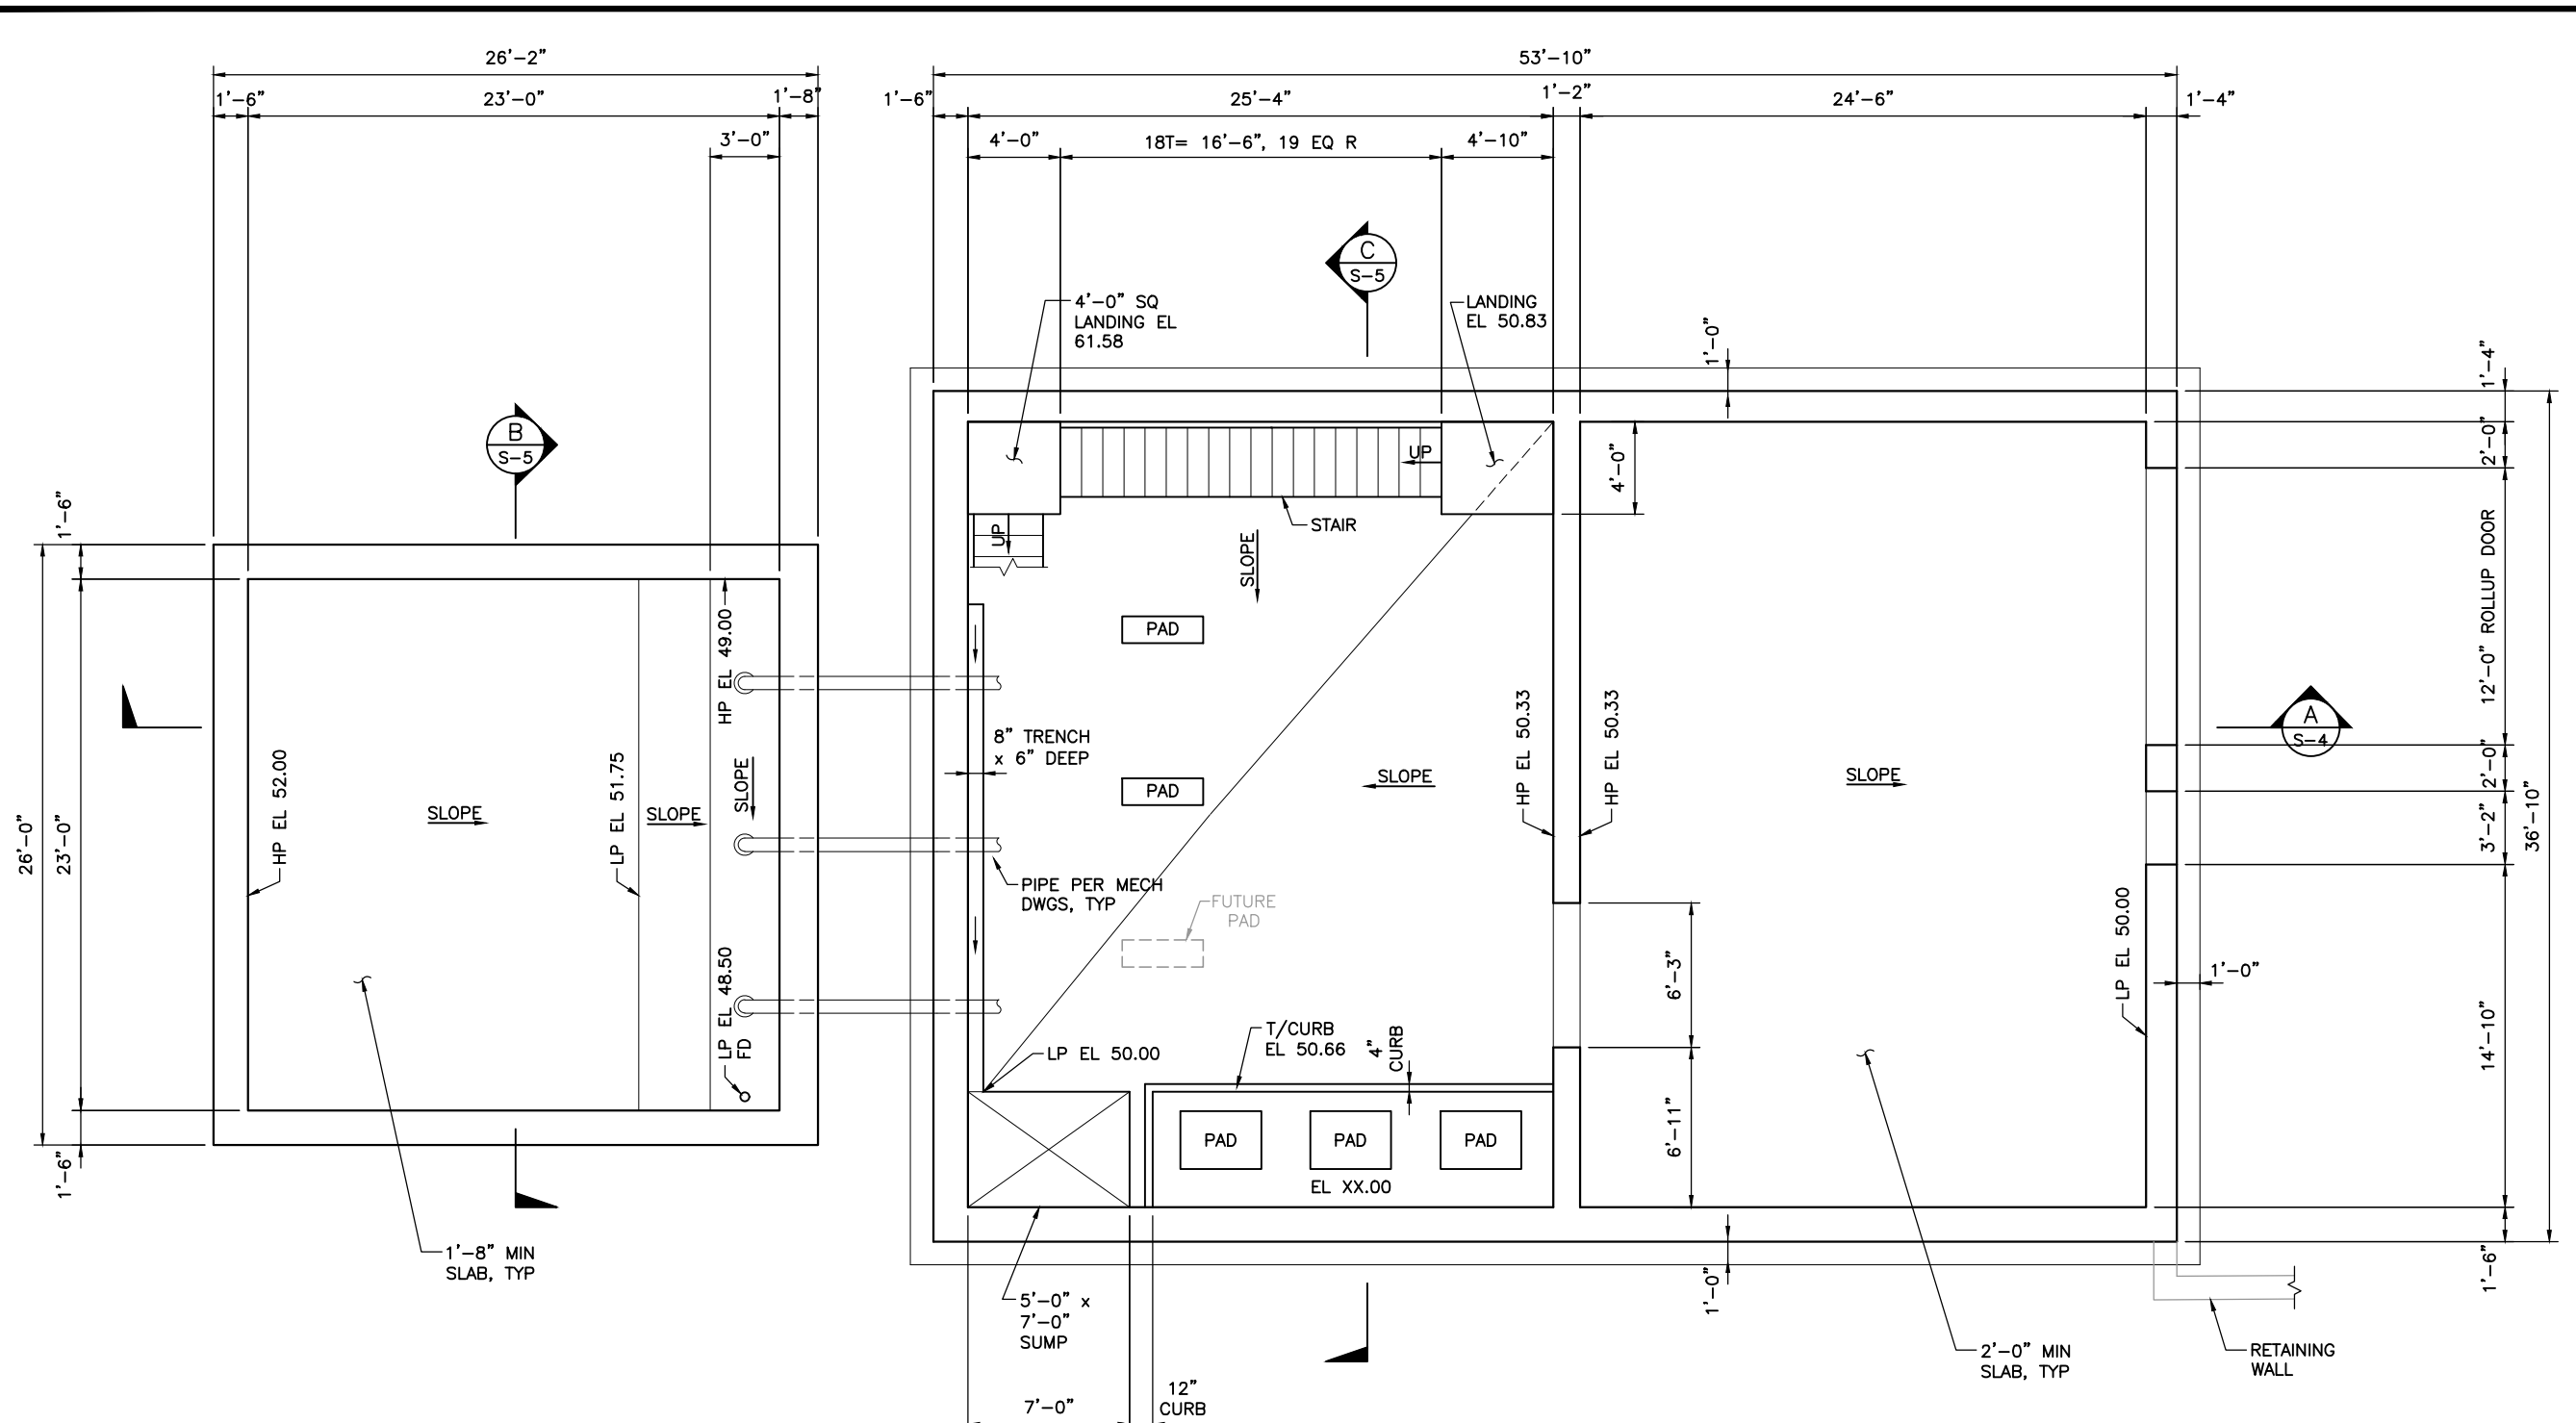 26'-2"
53'-10"
1'-6"
23'-0"
1'-8"
1'-6"
25'-4"
1'-2"
24'-6"
1'-4"
3'-0"
4'-0"
18T= 16'-6", 19 EQ R
4'-10"
C
S-5
4'-0" SQ
LANDING EL
61.58
LANDING
EL 50.83
1'-0"
1'-4"
B
S-5
UP
4'-0"
2'-0"
STAIR
UP
SLOPE
1'-6"
12'-0" ROLLUP DOOR
PAD
HP EL 49.00
8" TRENCH
x 6" DEEP
PAD
SLOPE
HP EL 50.33
HP EL 50.33
SLOPE
A
S-4
2'-0"
HP EL 52.00
SLOPE
LP EL 51.75
SLOPE
SLOPE
26'-0"
23'-0"
3'-2"
36'-10"
PIPE PER MECH
DWGS, TYP
FUTURE
PAD
LP EL 48.50
FD
6'-3"
LP EL 50.00
1'-0"
14'-10"
LP EL 50.00
T/CURB
EL 50.66
4"
CURB
PAD
PAD
PAD
EL XX.00
6'-11"
1'-6"
1'-8" MIN
SLAB, TYP
5'-0" x
7'-0"
SUMP
1'-0"
1'-6"
2'-0" MIN
SLAB, TYP
RETAINING
WALL
7'-0"
12"
CURB